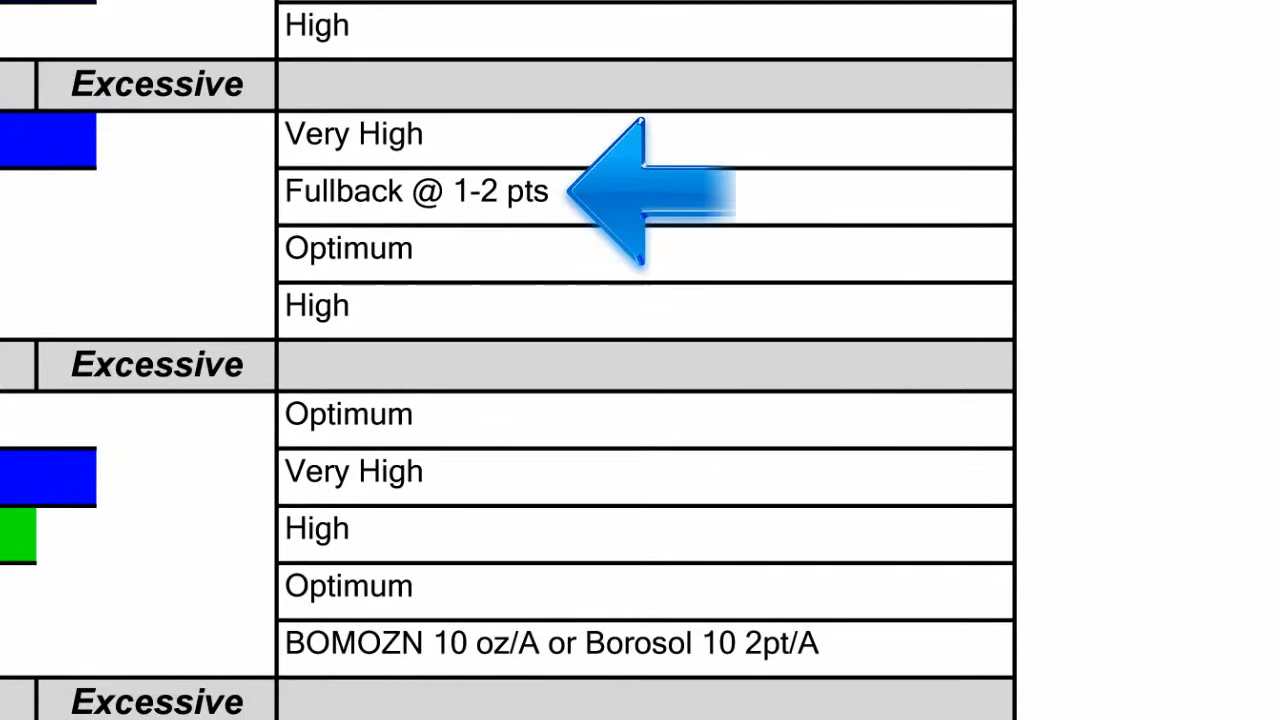 High
Excessive
Very High
Fullback @ 1-2 pts
Optimum
High
Excessive
Optimum
Very High
High
Optimum
BOMOZN 10 oz/A or Borosol 10 2pt/A
Excessive